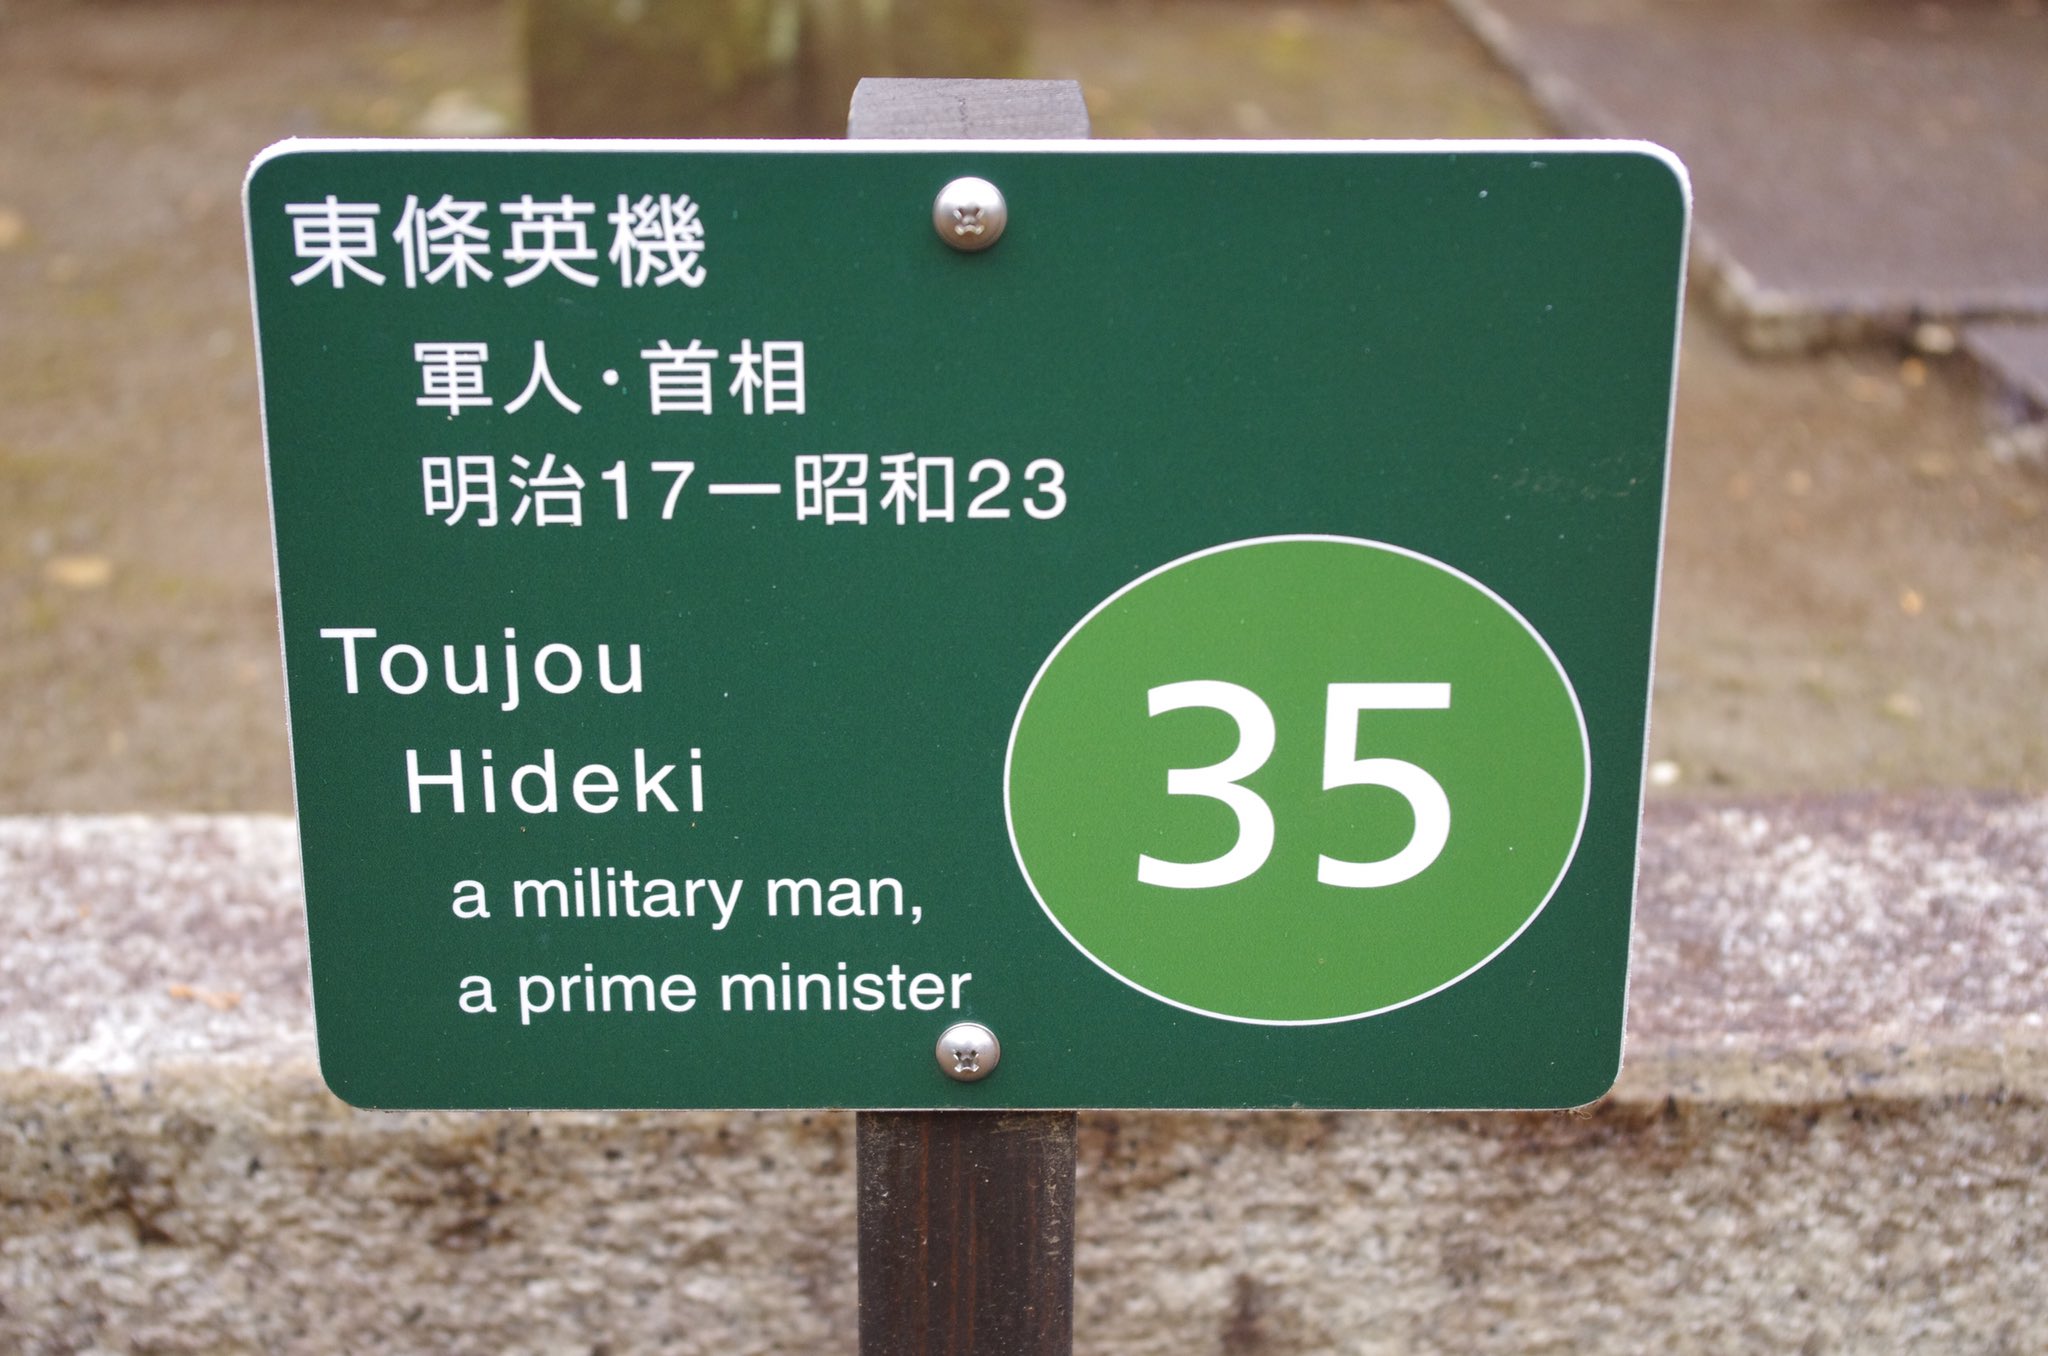 東條英機
軍人・首相
明治17ー昭和23
Toujou
Hideki
a military man,
a prime minister
35